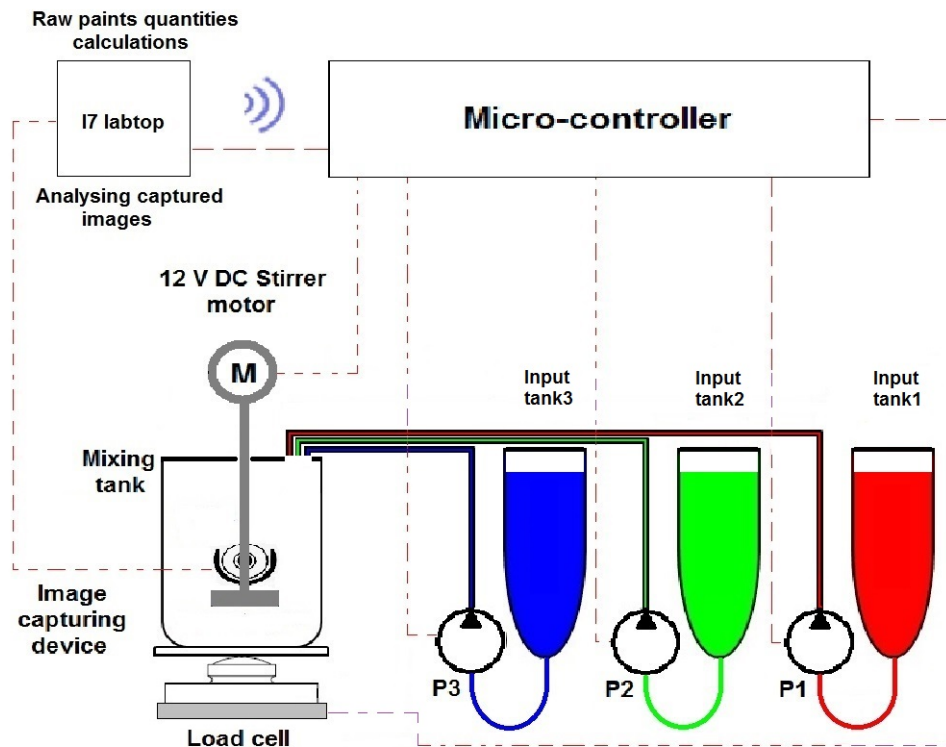 Raw paints quantities
calculations
I7 labtop
Micro-controller
Analysing captured
images
12 V DC Stirrer
motor
M
Input
tank3
Input
tank2
Input
tank1
Mixing
tank
Image
capturing
device
P3
P2
P1
Load cell